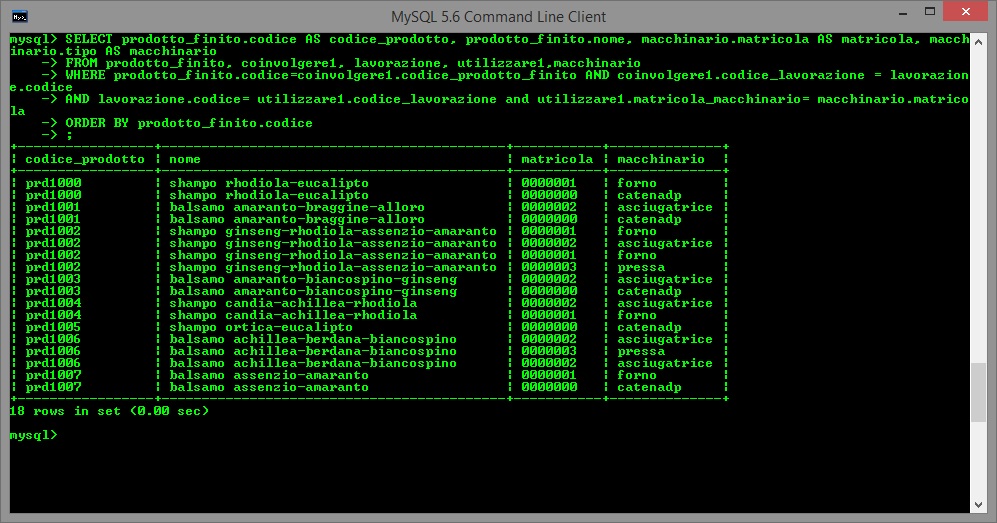 MySQL 5.6 Command Line Client
mysql> SELECT prodotto_finito.codice AS codice_prodotto, prodotto_finito.nome, macchinario.matricola AS matricola, macch
inario.tipo AS macchinario
    -> FROM prodotto_finito, coinvolgere1, lavorazione, utilizzare1,macchinario
    -> WHERE prodotto_finito.codice=coinvolgere1.codice_prodotto_finito AND coinvolgere1.codice_lavorazione = lavorazion
e.codice
    -> AND lavorazione.codice= utilizzare1.codice_lavorazione and utilizzare1.matricola_macchinario= macchinario.matrico
la
    -> ORDER BY prodotto_finito.codice
    -> ;
+-----------------+-------------------------------------------+-----------+--------------+
| codice_prodotto | nome                                      | matricola | macchinario  |
+-----------------+-------------------------------------------+-----------+--------------+
| prd1000         | shampo rhodiola-eucalipto                 | 0000001   | forno        |
| prd1000         | shampo rhodiola-eucalipto                 | 0000000   | catenadp     |
| prd1001         | balsamo amaranto-braggine-alloro          | 0000002   | asciugatrice |
| prd1001         | balsamo amaranto-braggine-alloro          | 0000000   | catenadp     |
| prd1002         | shampo ginseng-rhodiola-assenzio-amaranto | 0000001   | forno        |
| prd1002         | shampo ginseng-rhodiola-assenzio-amaranto | 0000002   | asciugatrice |
| prd1002         | shampo ginseng-rhodiola-assenzio-amaranto | 0000001   | forno        |
| prd1002         | shampo ginseng-rhodiola-assenzio-amaranto | 0000003   | pressa       |
| prd1003         | balsamo amaranto-biancospino-ginseng      | 0000002   | asciugatrice |
| prd1003         | balsamo amaranto-biancospino-ginseng      | 0000000   | catenadp     |
| prd1004         | shampo candia-achillea-rhodiola           | 0000002   | asciugatrice |
| prd1004         | shampo candia-achillea-rhodiola           | 0000001   | forno        |
| prd1005         | shampo ortica-eucalipto                   | 0000000   | catenadp     |
| prd1006         | balsamo achillea-berdana-biancospino      | 0000002   | asciugatrice |
| prd1006         | balsamo achillea-berdana-biancospino      | 0000003   | pressa       |
| prd1006         | balsamo achillea-berdana-biancospino      | 0000002   | asciugatrice |
| prd1007         | balsamo assenzio-amaranto                 | 0000001   | forno        |
| prd1007         | balsamo assenzio-amaranto                 | 0000000   | catenadp     |
+-----------------+-------------------------------------------+-----------+--------------+
18 rows in set (0.00 sec)
mysql>